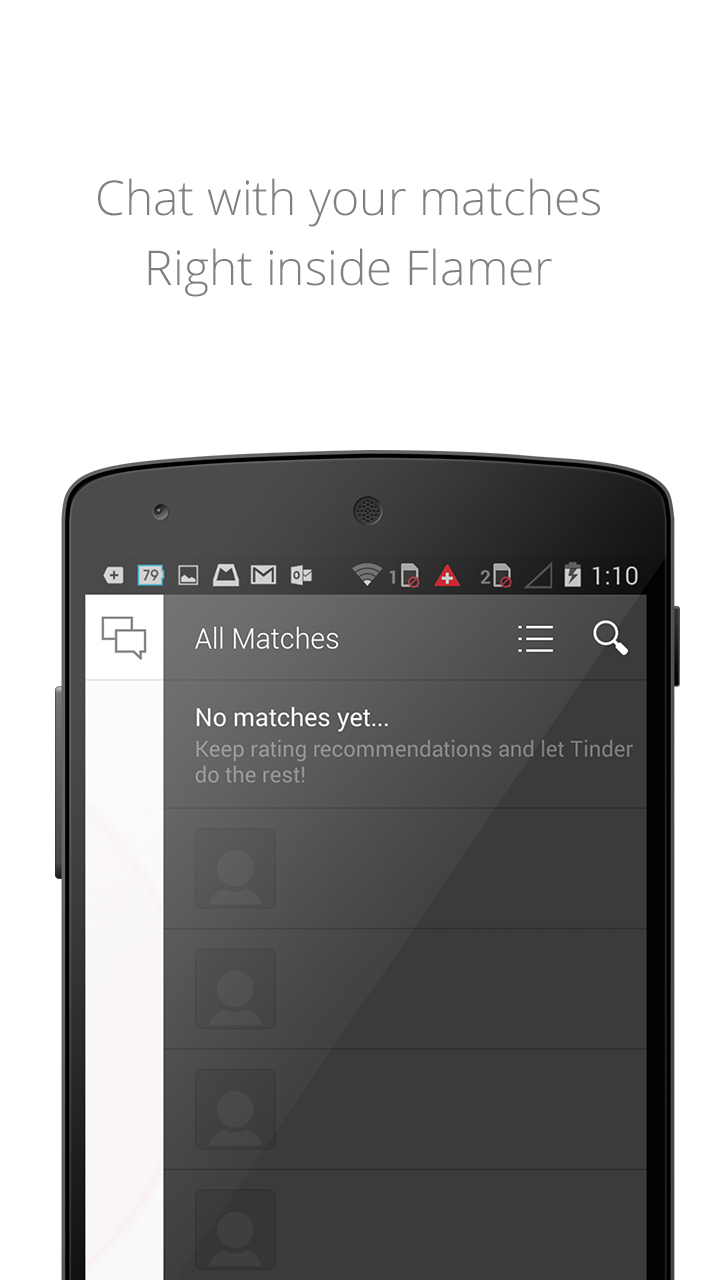 Chat with your matches
Right inside Flamer
79 1 2 1:10
All Matches
No matches yet...
Keep rating recommendations and let Tinder
do the rest!